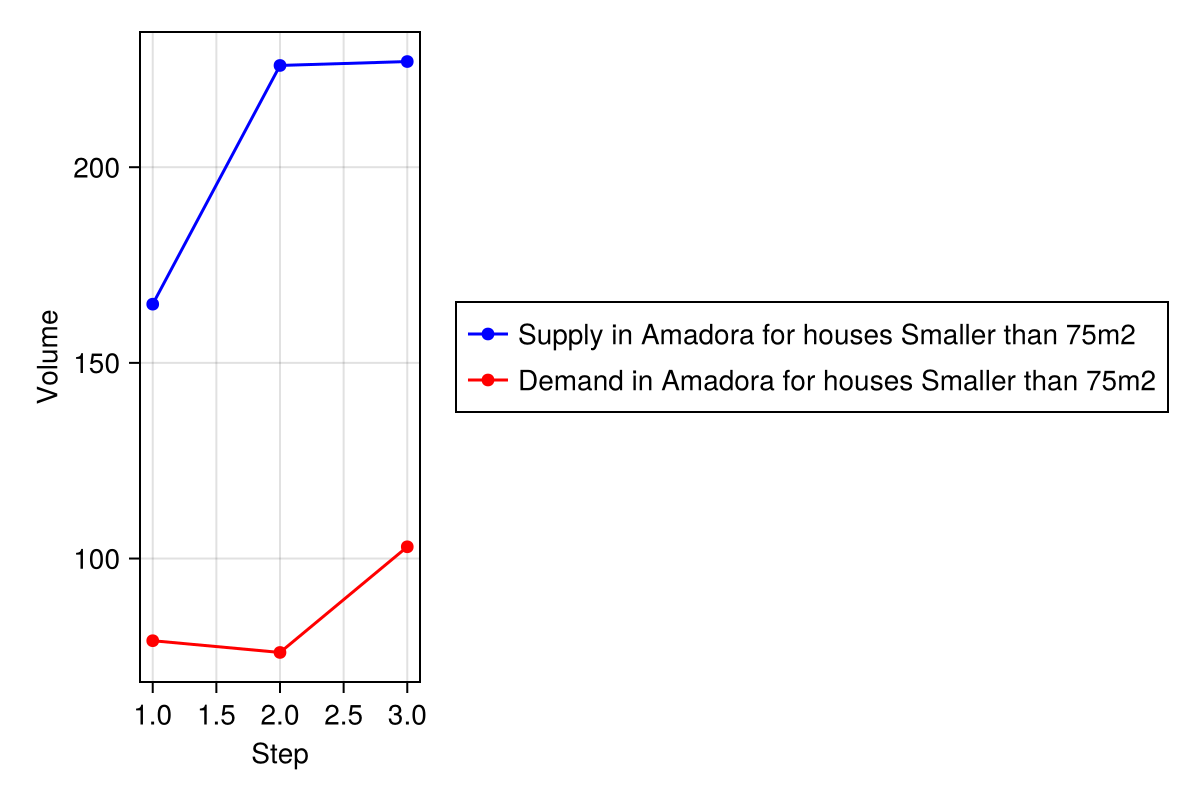 Volume
200
150
100
1.0 1.5 2.0 2.5 3.0
Step
Supply in Amadora for houses Smaller than 75m2
Demand in Amadora for houses Smaller than 75m2